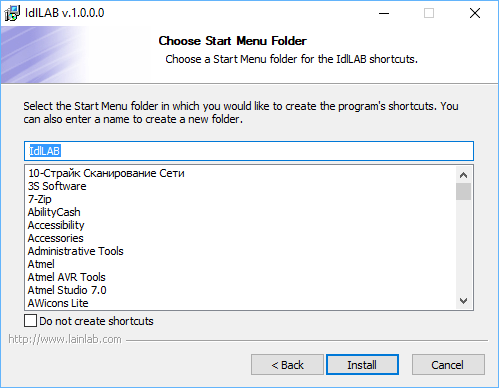 IdlLAB v.1.0.0.0
Choose Start Menu Folder
Choose a Start Menu folder for the IdlLAB shortcuts.
Select the Start Menu folder in which you would like to create the program's shortcuts. You
can also enter a name to create a new folder.
IdlLAB
10-Страйк Сканирование Сети
3S Software
7-Zip
AbilityCash
Accessibility
Accessories
Administrative Tools
Atmel
Atmel AVR Tools
Atmel Studio 7.0
AWicons Lite
Do not create shortcuts
http://www.lainlab.com
< Back
Install
Cancel